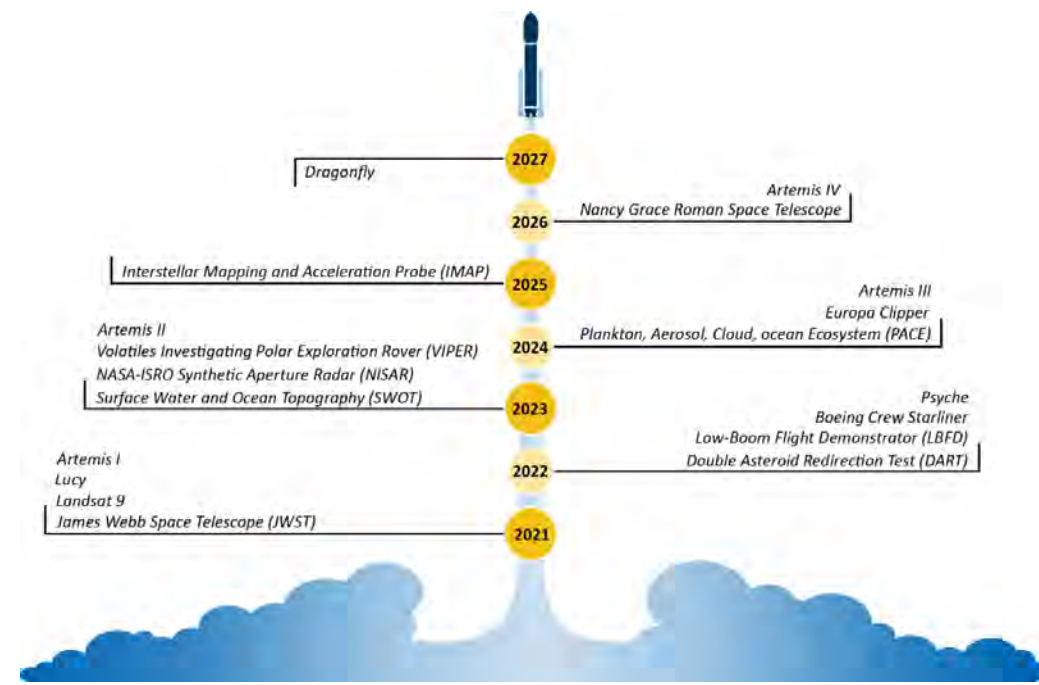 2027
Dragonfly
Artemis IV
Nancy Grace Roman Space Telescope
2026
Interstellar Mapping and Acceleration Probe (IMAP)
2025
Artemis III
Europa Clipper
Plankton, Aerosol, Cloud, ocean Ecosystem (PACE)
2024
Artemis II
Volatiles Investigating Polar Exploration Rover (VIPER)
NASA-ISRO Synthetic Aperture Radar (NISAR)
Surface Water and Ocean Topography (SWOT)
2023
Psyche
Boeing Crew Starliner
Low-Boom Flight Demonstrator (LBFD)
Double Asteroid Redirection Test (DART)
2022
Artemis I
Lucy
Landsat 9
James Webb Space Telescope (JWST)
2021